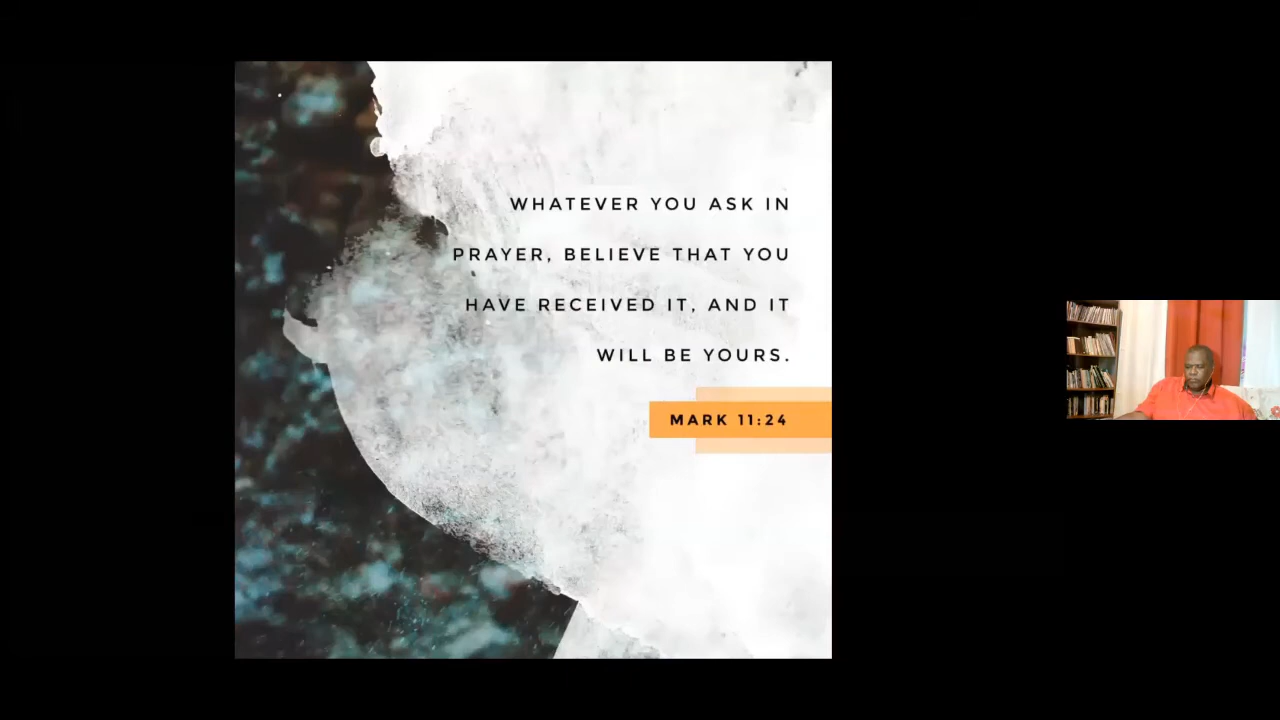 WHATEVER YOU ASK IN
PRAYER, BELIEVE THAT YOU
HAVE RECEIVED IT, AND IT
WILL BE YOURS.
MARK 11:24